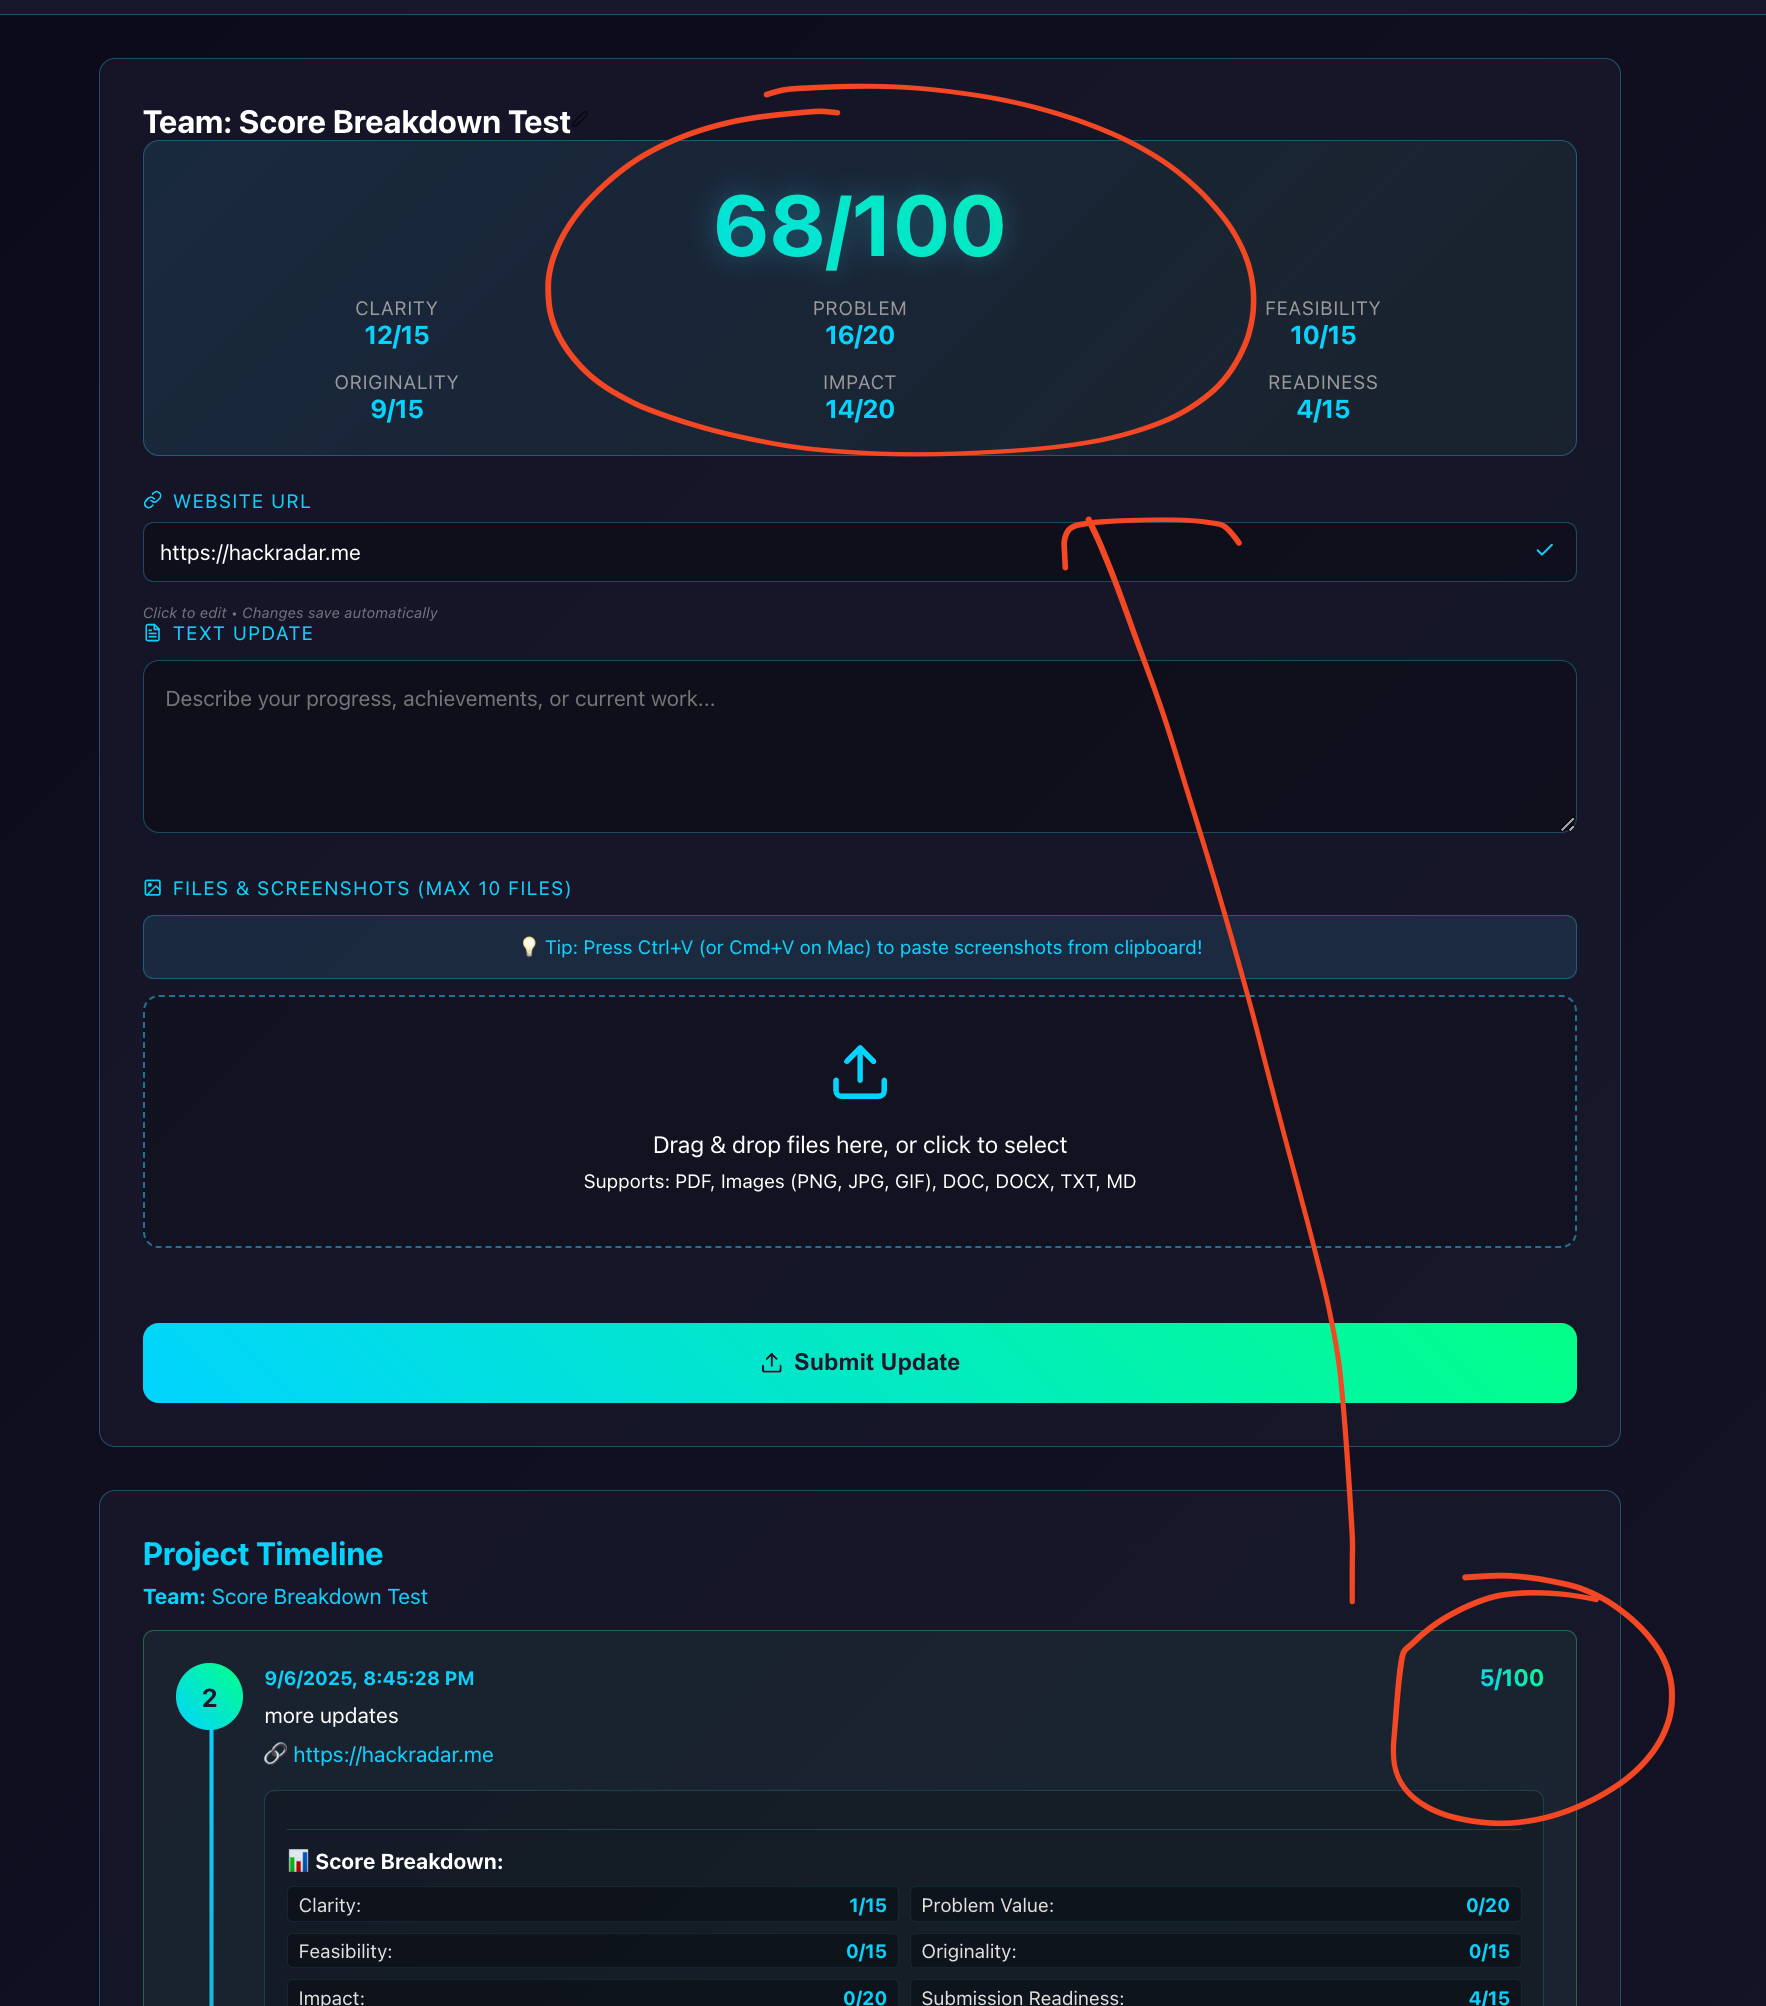 Team: Score Breakdown Test
68/100
CLARITY PROBLEM FEASIBILITY
12/15 16/20 10/15
ORIGINALITY IMPACT READINESS
9/15 14/20 4/15
WEBSITE URL
https://hackradar.me
Click to edit • Changes save automatically
TEXT UPDATE
Describe your progress, achievements, or current work...
FILES & SCREENSHOTS (MAX 10 FILES)
💡 Tip: Press Ctrl+V (or Cmd+V on Mac) to paste screenshots from clipboard!
Drag & drop files here, or click to select
Supports: PDF, Images (PNG, JPG, GIF), DOC, DOCX, TXT, MD
Submit Update
Project Timeline
Team: Score Breakdown Test
2 9/6/2025, 8:45:28 PM 5/100
more updates
🔗 https://hackradar.me
📊 Score Breakdown:
Clarity: 1/15 Problem Value: 0/20
Feasibility: 0/15 Originality: 0/15
Impact: 0/20 Submission Readiness: 4/15